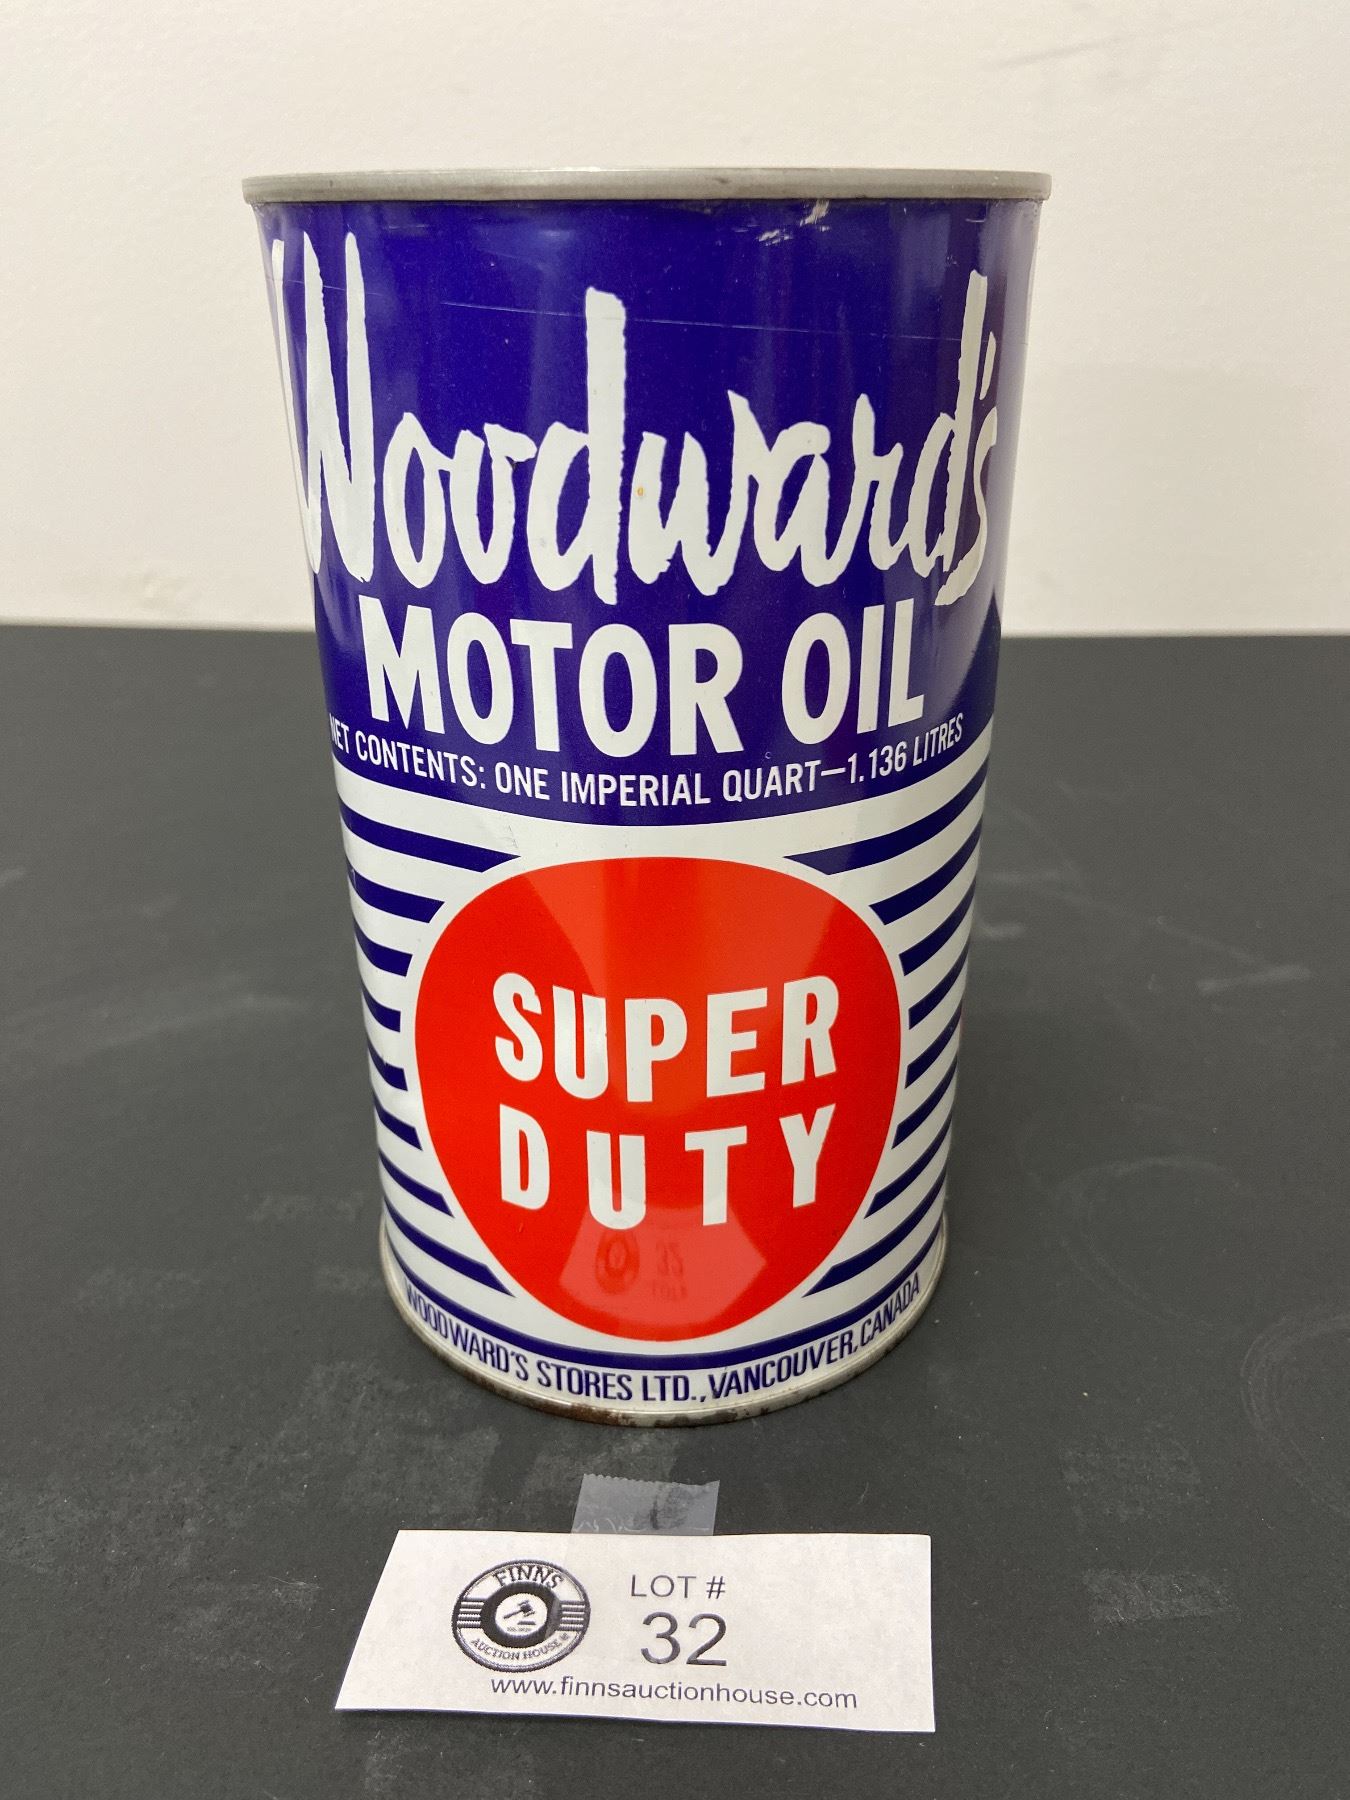 Woodward's
MOTOR OIL
NET CONTENTS: ONE IMPERIAL QUART—1.136 LITRES
SUPER
DUTY
WOODWARD'S STORES LTD., VANCOUVER, CANADA
FINNS
AUCTION HOUSE
LOT #
32
www.finnsauctionhouse.com